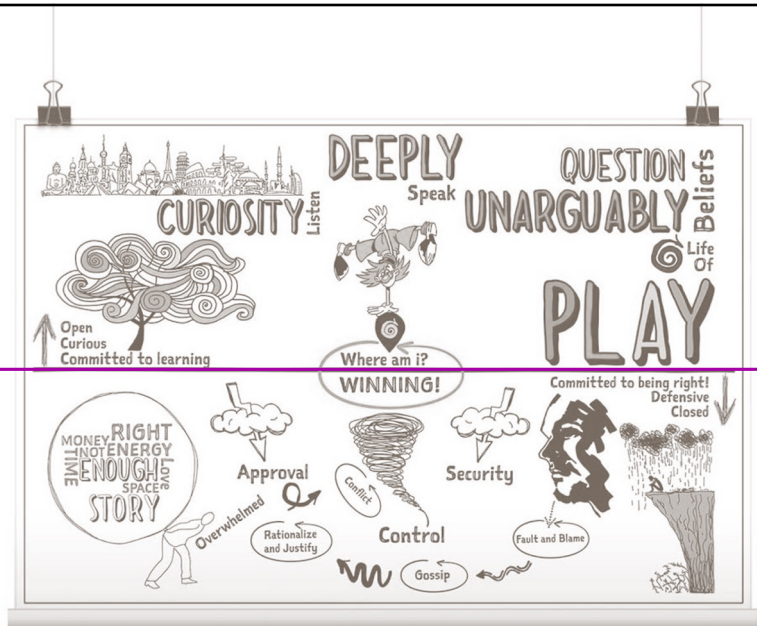 DEEPLY
Speak
CURIOSITY
Listen
QUESTION
UNARGUABLY
Beliefs
Life
Of
PLAY
Open
Curious
Committed to learning
Where am i?
WINNING!
Committed to being right!
Defensive
Closed
RIGHT
MONEY
NOT ENERGY
TIME
ENOUGH
Love
SPACE
STORY
Overwhelmed
Approval
Conflict
Security
Control
Rationalize
and Justify
Gossip
Fault and Blame